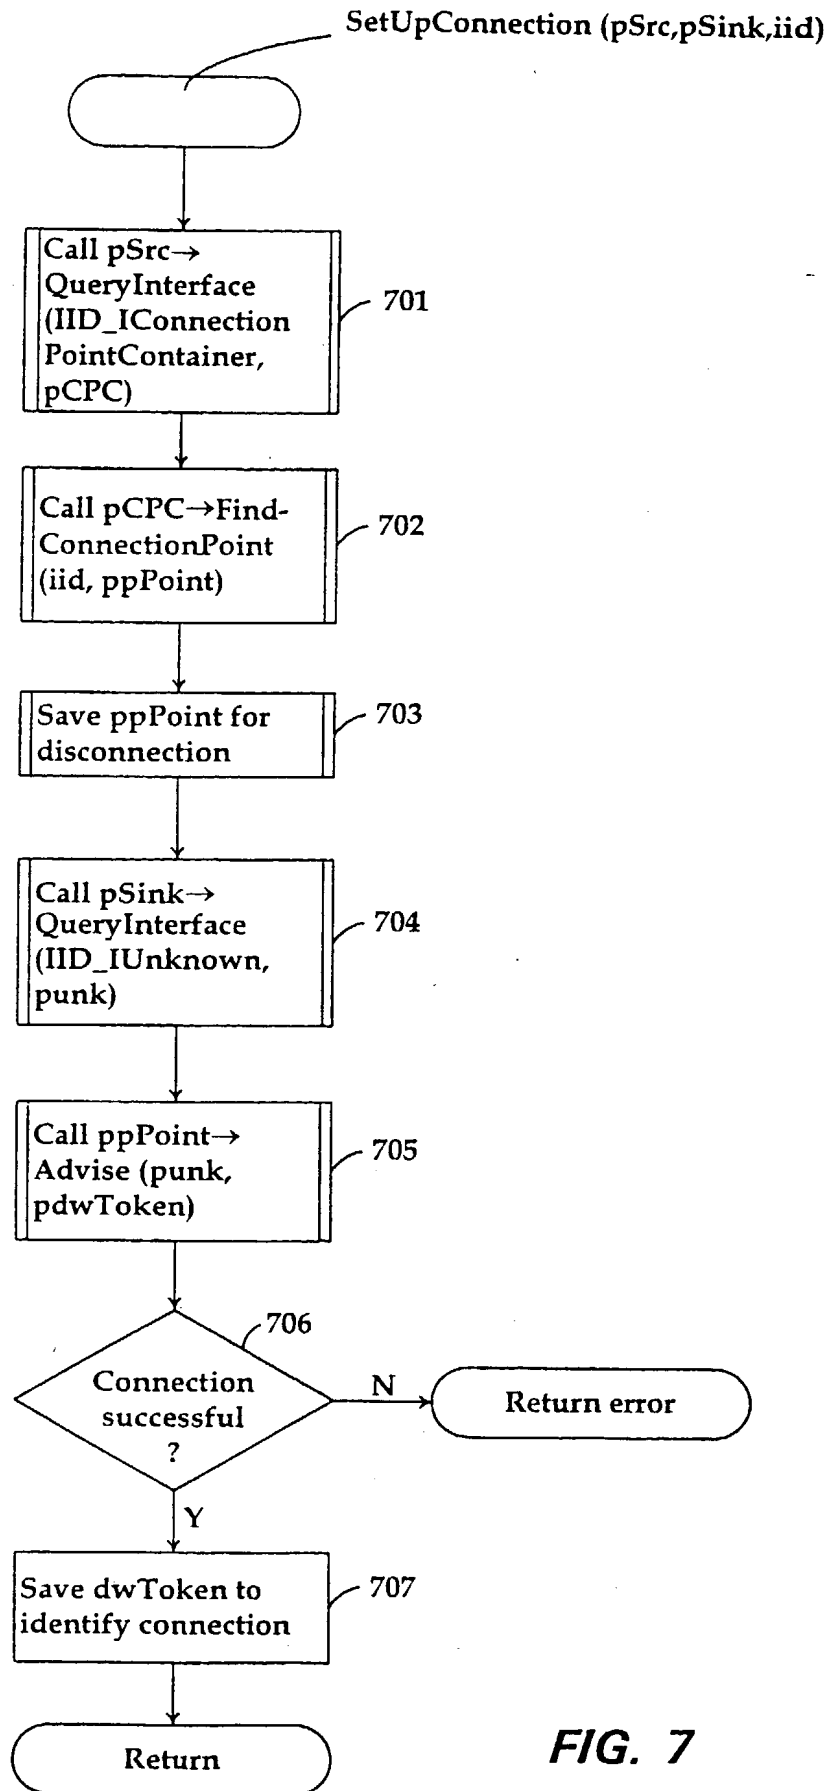 SetUpConnection (pSrc,pSink,iid)
Call pSrc→
QueryInterface
(IID_IConnection
PointContainer,
pCPC)
701
Call pCPC→Find-
ConnectionPoint
(iid, ppPoint)
702
Save ppPoint for
disconnection
703
Call pSink→
QueryInterface
(IID_IUnknown,
punk)
704
Call ppPoint→
Advise (punk,
pdwToken)
705
706
Connection
successful
?
N
Return error
Y
Save dwToken to
identify connection
707
Return
FIG. 7